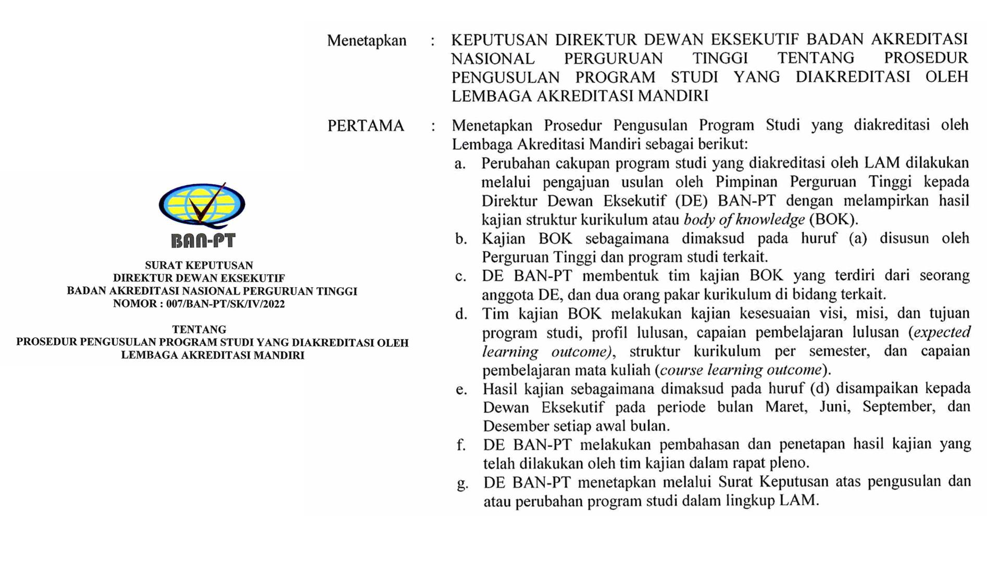 BAN-PT
SURAT KEPUTUSAN
DIREKTUR DEWAN EKSEKUTIF
BADAN AKREDITASI NASIONAL PERGURUAN TINGGI
NOMOR : 007/BAN-PT/SK/IV/2022
TENTANG
PROSEDUR PENGUSULAN PROGRAM STUDI YANG DIAKREDITASI OLEH
LEMBAGA AKREDITASI MANDIRI
Menetapkan : KEPUTUSAN DIREKTUR DEWAN EKSEKUTIF BADAN AKREDITASI
NASIONAL PERGURUAN TINGGI TENTANG PROSEDUR
PENGUSULAN PROGRAM STUDI YANG DIAKREDITASI OLEH
LEMBAGA AKREDITASI MANDIRI
PERTAMA : Menetapkan Prosedur Pengusulan Program Studi yang diakreditasi oleh
Lembaga Akreditasi Mandiri sebagai berikut:
a. Perubahan cakupan program studi yang diakreditasi oleh LAM dilakukan
melalui pengajuan usulan oleh Pimpinan Perguruan Tinggi kepada
Direktur Dewan Eksekutif (DE) BAN-PT dengan melampirkan hasil
kajian struktur kurikulum atau body of knowledge (BOK).
b. Kajian BOK sebagaimana dimaksud pada huruf (a) disusun oleh
Perguruan Tinggi dan program studi terkait.
c. DE BAN-PT membentuk tim kajian BOK yang terdiri dari seorang
anggota DE, dan dua orang pakar kurikulum di bidang terkait.
d. Tim kajian BOK melakukan kajian kesesuaian visi, misi, dan tujuan
program studi, profil lulusan, capaian pembelajaran lulusan (expected
learning outcome), struktur kurikulum per semester, dan capaian
pembelajaran mata kuliah (course learning outcome).
e. Hasil kajian sebagaimana dimaksud pada huruf (d) disampaikan kepada
Dewan Eksekutif pada periode bulan Maret, Juni, September, dan
Desember setiap awal bulan.
f. DE BAN-PT melakukan pembahasan dan penetapan hasil kajian yang
telah dilakukan oleh tim kajian dalam rapat pleno.
g. DE BAN-PT menetapkan melalui Surat Keputusan atas pengusulan dan
atau perubahan program studi dalam lingkup LAM.